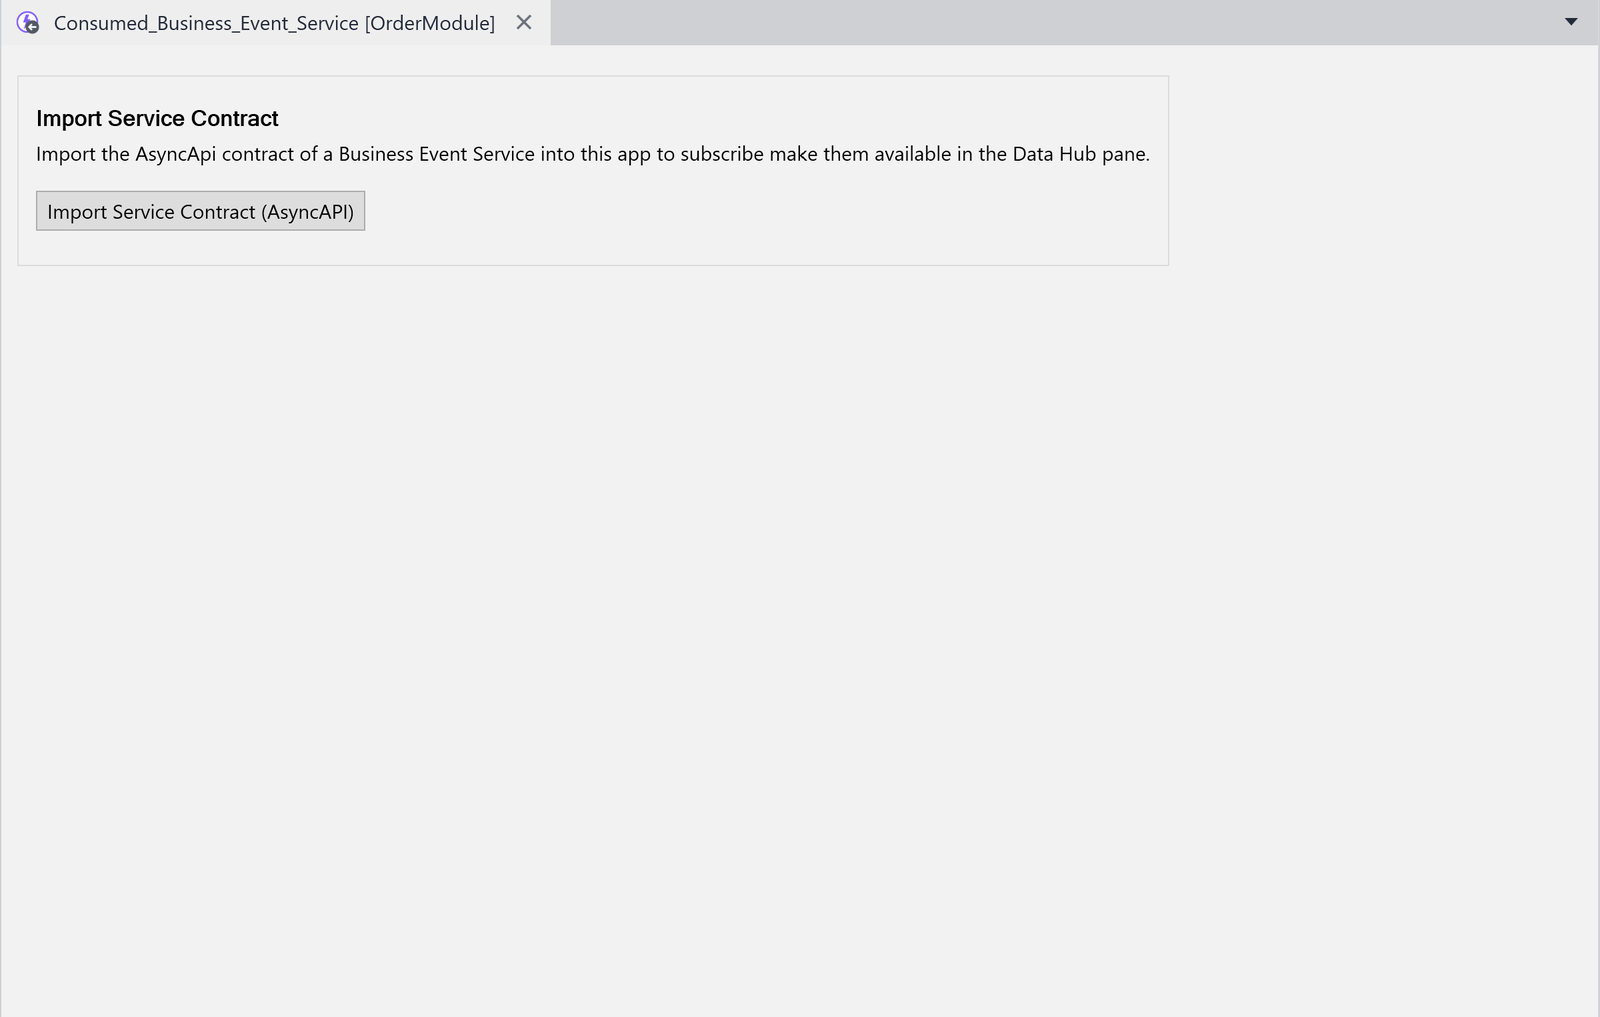 Consumed_Business_Event_Service [OrderModule]
Import Service Contract
Import the AsyncApi contract of a Business Event Service into this app to subscribe make them available in the Data Hub pane.
Import Service Contract (AsyncAPI)